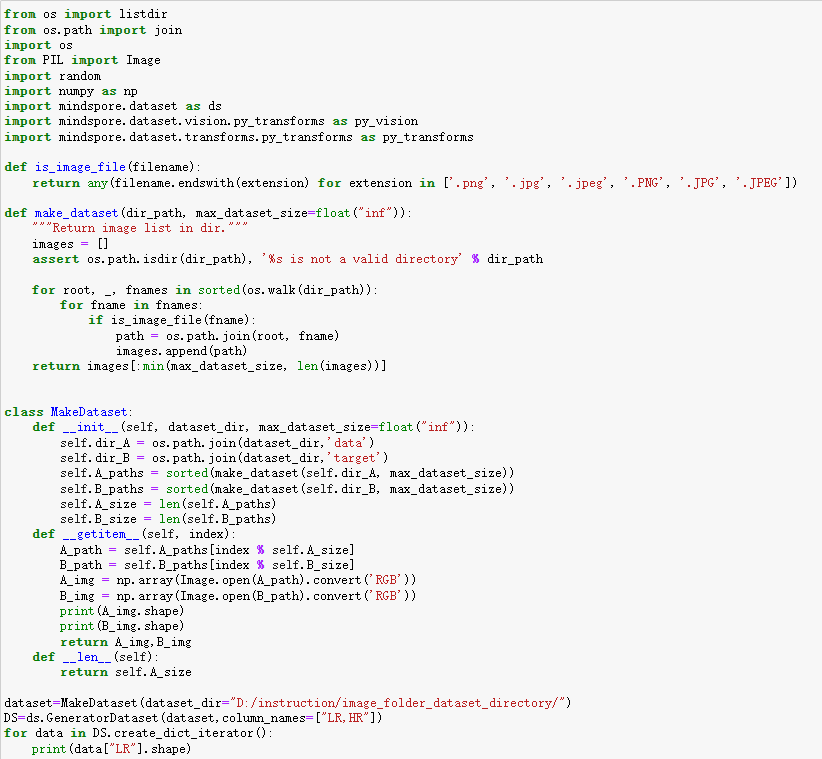 from os import listdir
from os.path import join
import os
from PIL import Image
import random
import numpy as np
import mindspore.dataset as ds
import mindspore.dataset.vision.py_transforms as py_vision
import mindspore.dataset.transforms.py_transforms as py_transforms

def is_image_file(filename):
    return any(filename.endswith(extension) for extension in ['.png', '.jpg', '.jpeg', '.PNG', '.JPG', '.JPEG'])

def make_dataset(dir_path, max_dataset_size=float("inf")):
    """Return image list in dir."""
    images = []
    assert os.path.isdir(dir_path), '%s is not a valid directory' % dir_path

    for root, _, fnames in sorted(os.walk(dir_path)):
        for fname in fnames:
            if is_image_file(fname):
                path = os.path.join(root, fname)
                images.append(path)
    return images[:min(max_dataset_size, len(images))]


class MakeDataset:
    def __init__(self, dataset_dir, max_dataset_size=float("inf")):
        self.dir_A = os.path.join(dataset_dir,'data')
        self.dir_B = os.path.join(dataset_dir,'target')
        self.A_paths = sorted(make_dataset(self.dir_A, max_dataset_size))
        self.B_paths = sorted(make_dataset(self.dir_B, max_dataset_size))
        self.A_size = len(self.A_paths)
        self.B_size = len(self.B_paths)
    def __getitem__(self, index):
        A_path = self.A_paths[index % self.A_size]
        B_path = self.B_paths[index % self.B_size]
        A_img = np.array(Image.open(A_path).convert('RGB'))
        B_img = np.array(Image.open(B_path).convert('RGB'))
        print(A_img.shape)
        print(B_img.shape)
        return A_img,B_img
    def __len__(self):
        return self.A_size

dataset=MakeDataset(dataset_dir="D:/instruction/image_folder_dataset_directory/")
DS=ds.GeneratorDataset(dataset,column_names=["LR,HR"])
for data in DS.create_dict_iterator():
    print(data["LR"].shape)